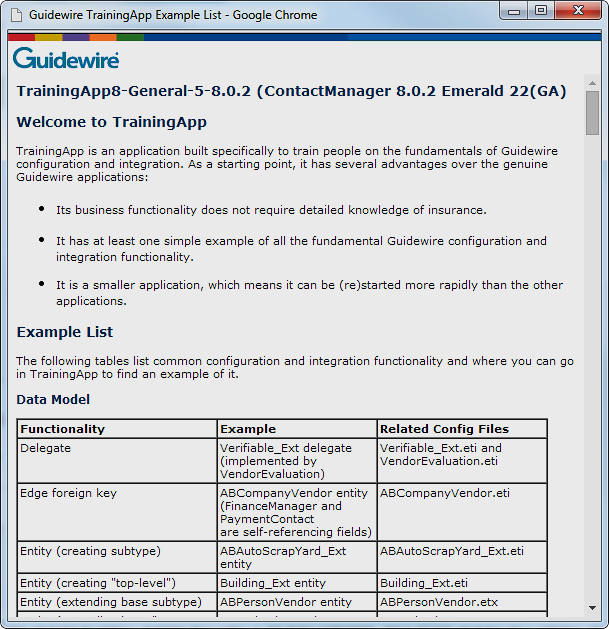 Guidewire TrainingApp Example List - Google Chrome
Guidewire
TrainingApp8-General-5-8.0.2 (ContactManager 8.0.2 Emerald 22(GA)
Welcome to TrainingApp
TrainingApp is an application built specifically to train people on the fundamentals of Guidewire
configuration and integration. As a starting point, it has several advantages over the genuine
Guidewire applications:
• Its business functionality does not require detailed knowledge of insurance.
• It has at least one simple example of all the fundamental Guidewire configuration and
integration functionality.
• It is a smaller application, which means it can be (re)started more rapidly than the other
applications.
Example List
The following tables list common configuration and integration functionality and where you can go
in TrainingApp to find an example of it.
Data Model
Functionality Example Related Config Files
Delegate Verifiable_Ext delegate Verifiable_Ext.eti and
(implemented by VendorEvaluation.eti
VendorEvaluation)
Edge foreign key ABCompanyVendor entity ABCompanyVendor.eti
(FinanceManager and
PaymentContact
are self-referencing fields)
Entity (creating subtype) ABAutoScrapYard_Ext ABAutoScrapYard_Ext.eti
entity
Entity (creating "top-level") Building_Ext entity Building_Ext.eti
Entity (extending base subtype) ABPersonVendor entity ABPersonVendor.etx